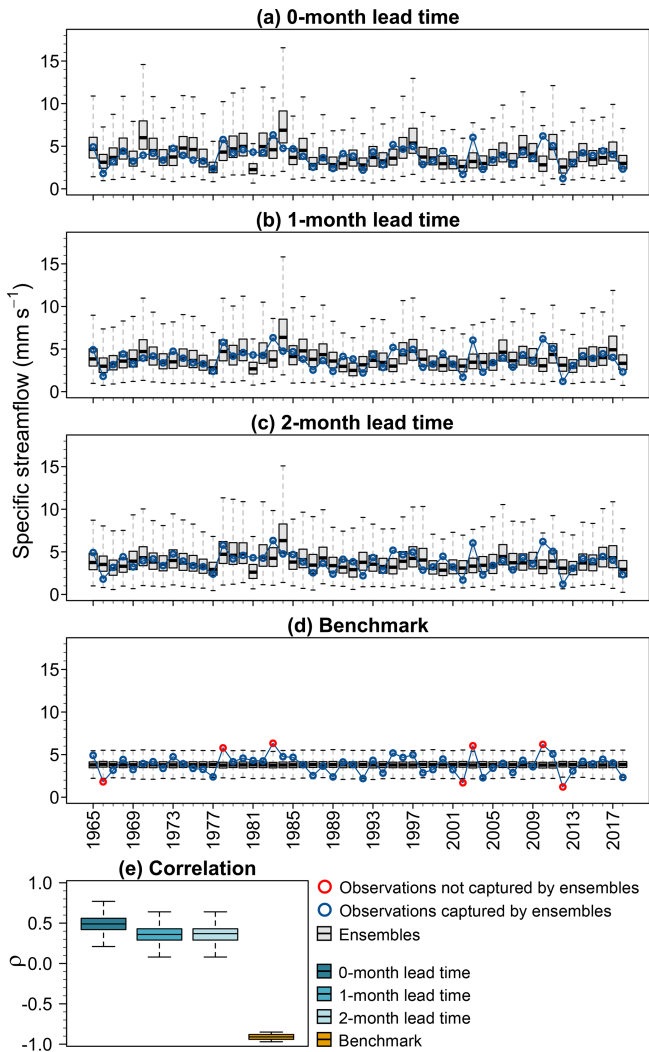 (a) 0-month lead time
15
10
5
0
(b) 1-month lead time
15
10
5
0
(c) 2-month lead time
15
10
5
0
Specific streamflow (mm s⁻¹)
(d) Benchmark
15
10
5
0
1965 1969 1973 1977 1981 1985 1989 1993 1997 2001 2005 2009 2013 2017
(e) Correlation
1.0
0.5
0.0
-0.5
-1.0
ρ
Observations not captured by ensembles
Observations captured by ensembles
Ensembles
0-month lead time
1-month lead time
2-month lead time
Benchmark